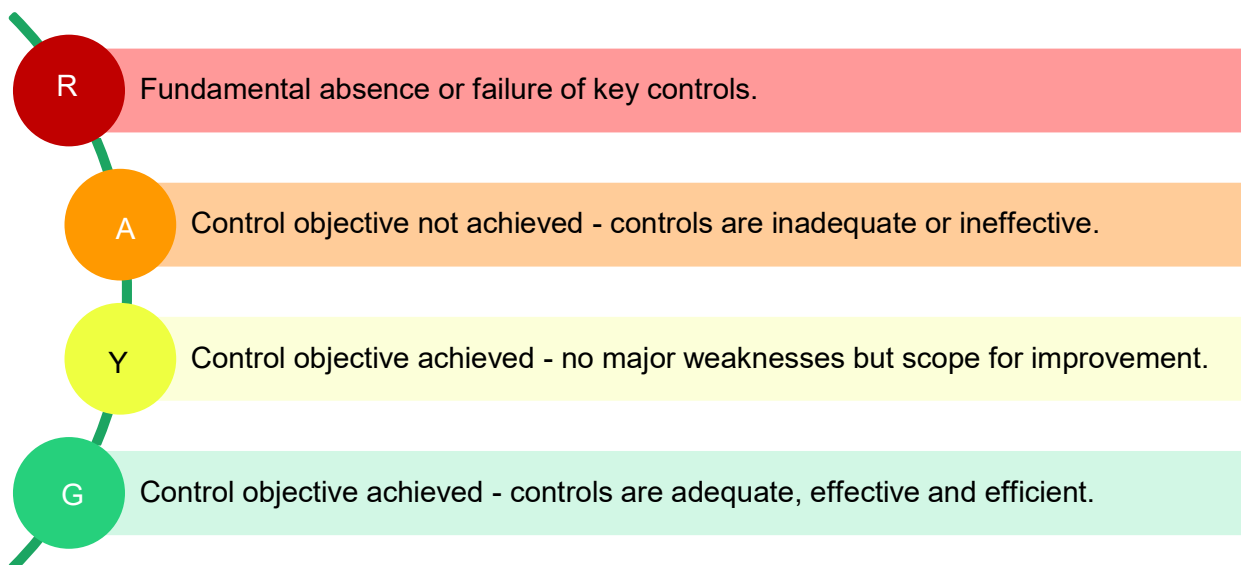 R
Fundamental absence or failure of key controls.
A
Control objective not achieved - controls are inadequate or ineffective.
Y
Control objective achieved - no major weaknesses but scope for improvement.
G
Control objective achieved - controls are adequate, effective and efficient.